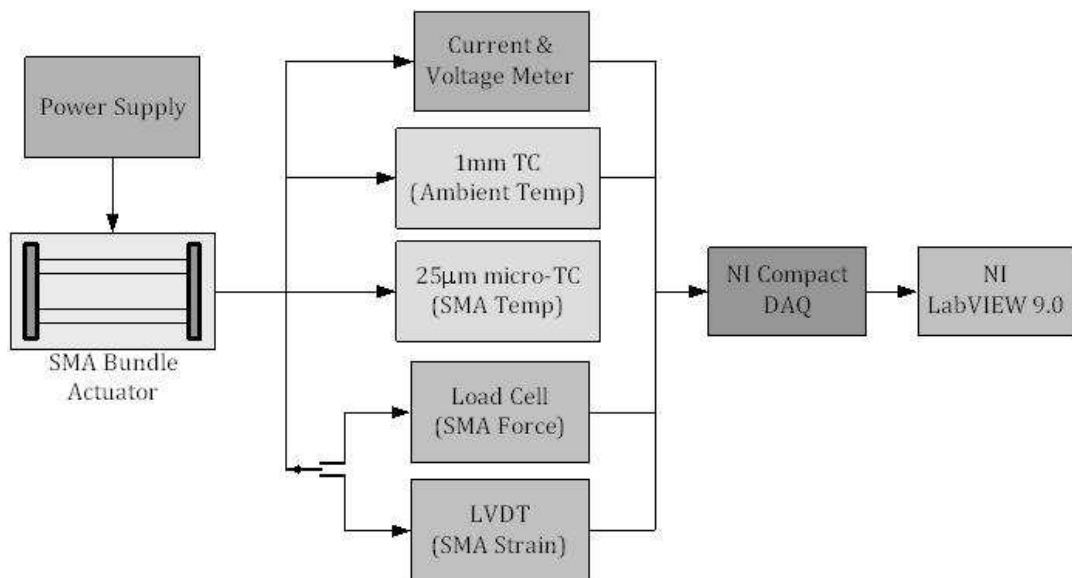 Power Supply
SMA Bundle
Actuator
Current &
Voltage Meter
1mm TC
(Ambient Temp)
25μm micro-TC
(SMA Temp)
Load Cell
(SMA Force)
LVDT
(SMA Strain)
NI Compact
DAQ
NI
LabVIEW 9.0